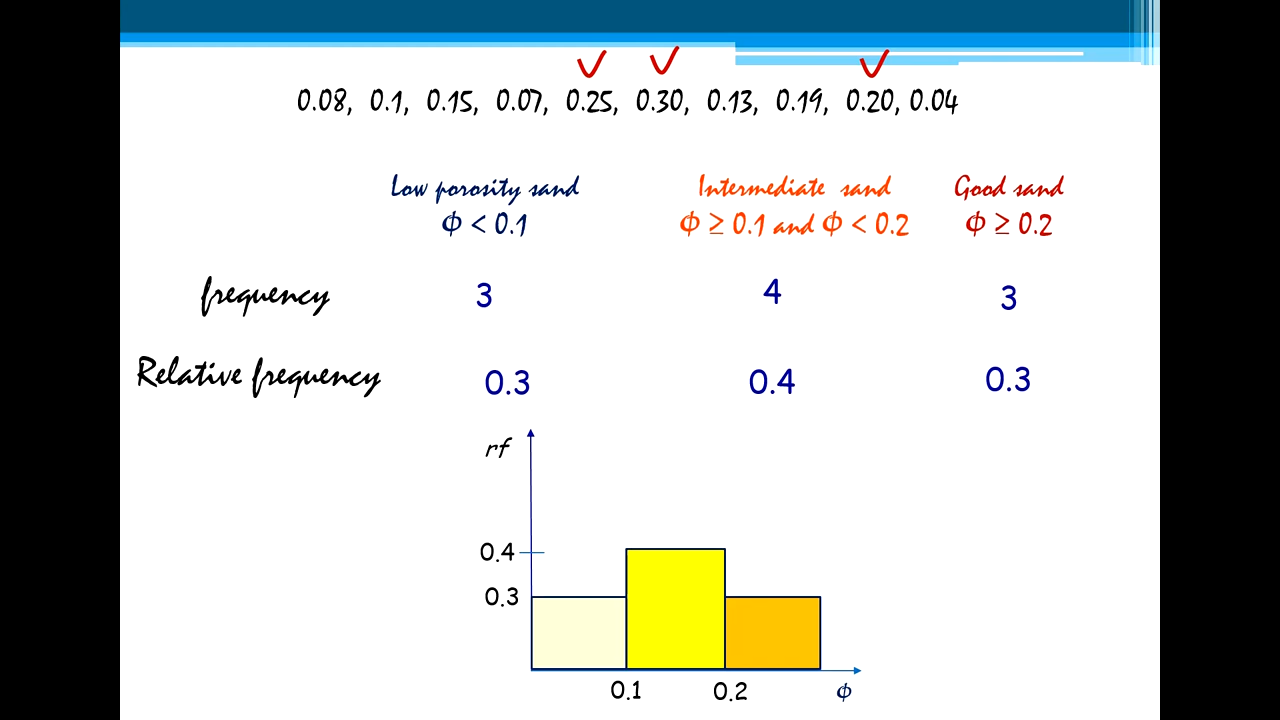 0.08, 0.1, 0.15, 0.07, 0.25, 0.30, 0.13, 0.19, 0.20, 0.04
Low porosity sand
Φ < 0.1
Intermediate sand
Φ ≥ 0.1 and Φ < 0.2
Good sand
Φ ≥ 0.2
frequency 3 4 3
Relative frequency 0.3 0.4 0.3
rf
0.4
0.3
0.1 0.2 Φ